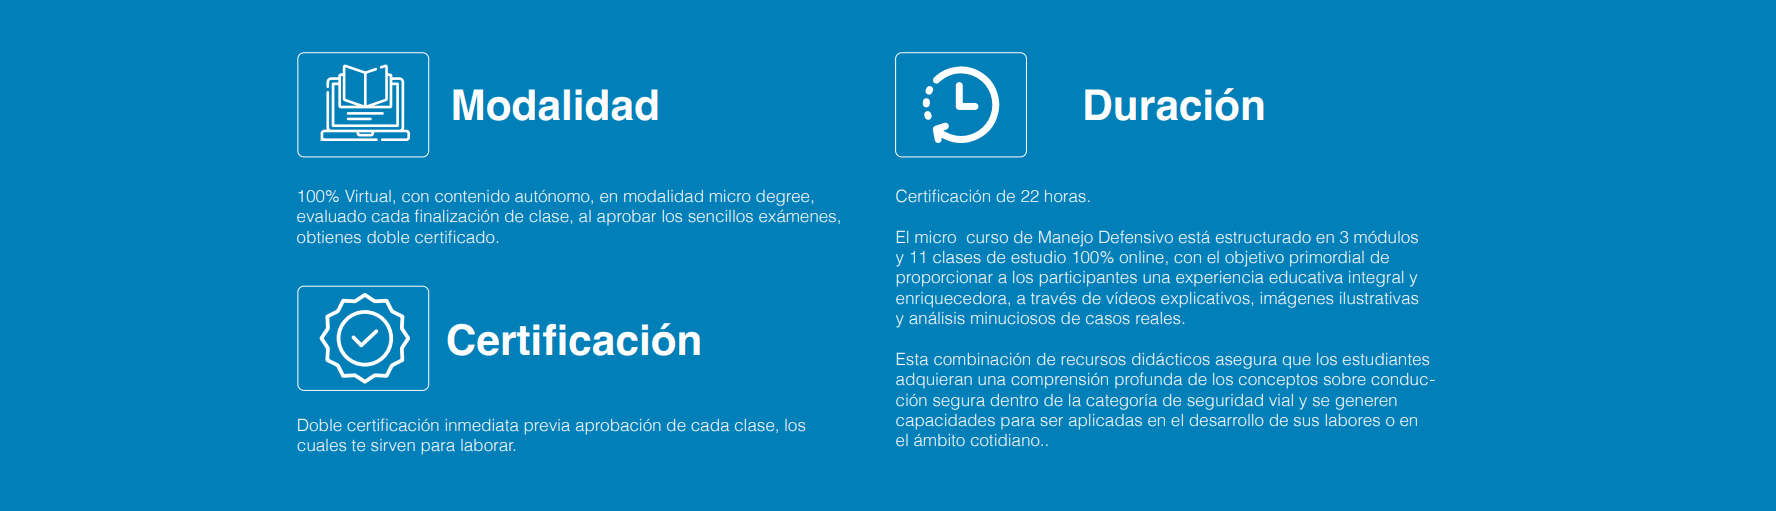 Modalidad
100% Virtual, con contenido autónomo, en modalidad micro degree,
evaluado cada finalización de clase, al aprobar los sencillos exámenes,
obtienes doble certificado.
Certificación
Doble certificación inmediata previa aprobación de cada clase, los
cuales te sirven para laborar.
Duración
Certificación de 22 horas.
El micro  curso de Manejo Defensivo está estructurado en 3 módulos
y 11 clases de estudio 100% online, con el objetivo primordial de
proporcionar a los participantes una experiencia educativa integral y
enriquecedora, a través de vídeos explicativos, imágenes ilustrativas
y análisis minuciosos de casos reales.
Esta combinación de recursos didácticos asegura que los estudiantes
adquieran una comprensión profunda de los conceptos sobre conduc-
ción segura dentro de la categoría de seguridad vial y se generen
capacidades para ser aplicadas en el desarrollo de sus labores o en
el ámbito cotidiano..